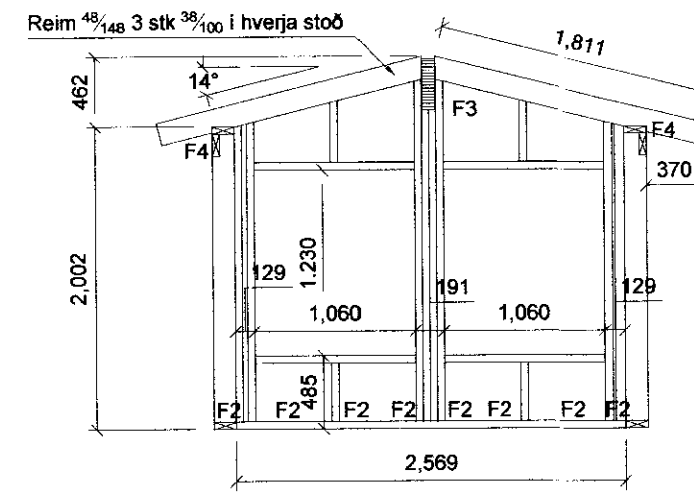 Reim 48/148 3 stk 38/100 í hverja stoð
1,811
462
14°
F3
F4
F4
370
2,002
1.230
129
191
129
1,060
1,060
485
F2
F2
F2
F2
F2
F2
F2
F2
2,569